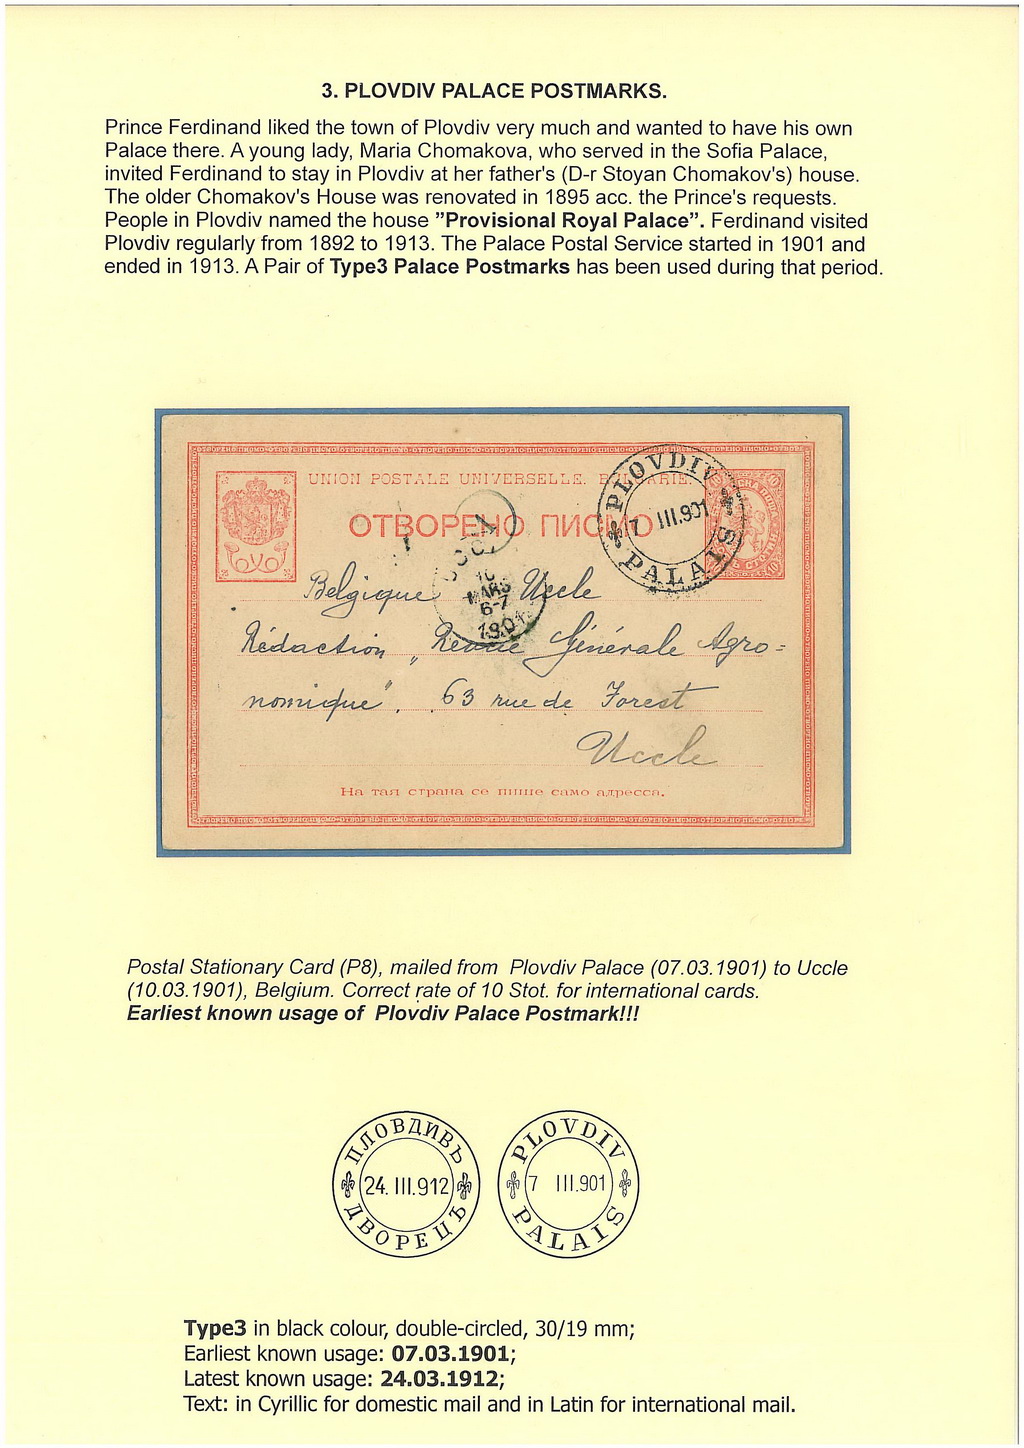 3. PLOVDIV PALACE POSTMARKS.
Prince Ferdinand liked the town of Plovdiv very much and wanted to have his own
Palace there. A young lady, Maria Chomakova, who served in the Sofia Palace,
invited Ferdinand to stay in Plovdiv at her father's (D-r Stoyan Chomakov's) house.
The older Chomakov's House was renovated in 1895 acc. the Prince's requests.
People in Plovdiv named the house ”Provisional Royal Palace”. Ferdinand visited
Plovdiv regularly from 1892 to 1913. The Palace Postal Service started in 1901 and
ended in 1913. A Pair of Type3 Palace Postmarks has been used during that period.
UNION POSTALE UNIVERSELLE.
ОТВОРЕНО ПИСМО
PLOVDIV
7 III.901
PALAIS
10
MARS
6-7
1901
Belgique Uccle
Rédaction „ Revue Générale Agro=
nomique”. 63 rue de Forest
Uccle
На тая страна се пише само адресса.
Postal Stationary Card (P8), mailed from Plovdiv Palace (07.03.1901) to Uccle
(10.03.1901), Belgium. Correct rate of 10 Stot. for international cards.
Earliest known usage of Plovdiv Palace Postmark!!!
ПЛОВДИВЪ
24. III.912
ДВОРЕЦЪ
PLOVDIV
7 III.901
PALAIS
Type3 in black colour, double-circled, 30/19 mm;
Earliest known usage: 07.03.1901;
Latest known usage: 24.03.1912;
Text: in Cyrillic for domestic mail and in Latin for international mail.